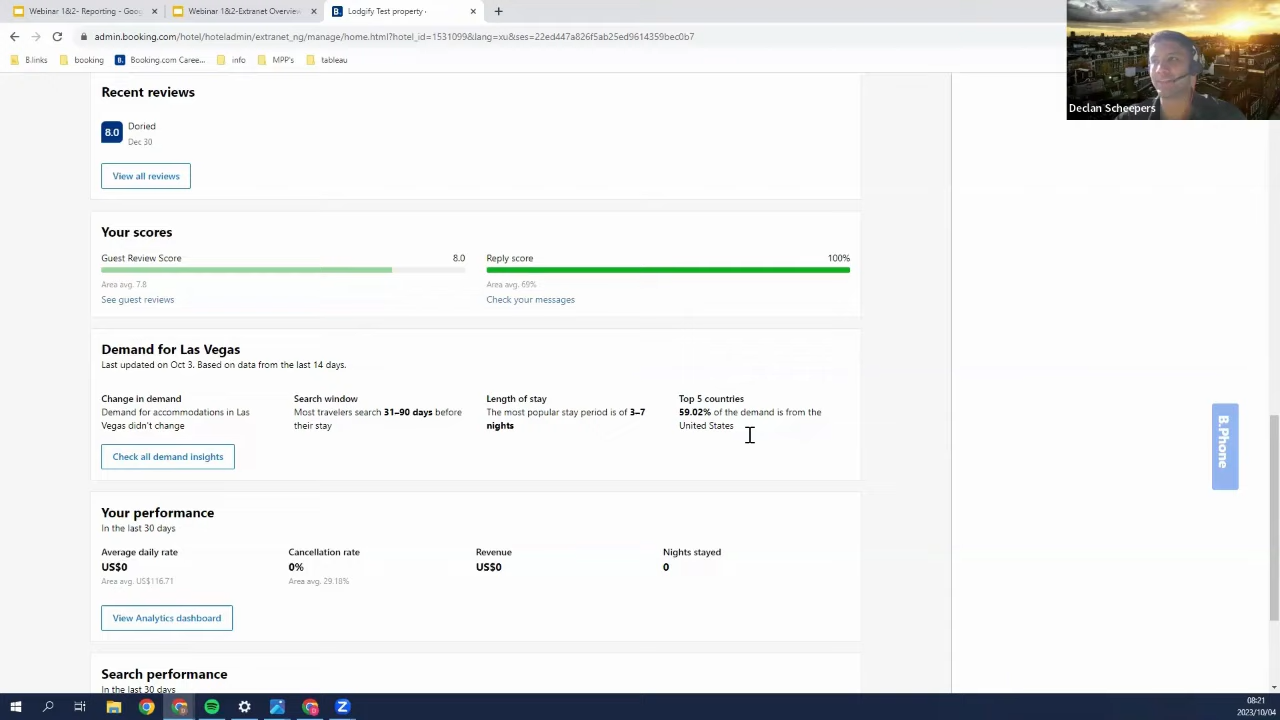 Webinar 1&2- Reporting - Goog
Webinar 1&2-Extranet Overview
B. Lodgify Test property ·
admin.booking.com/hotel/hoteladmin/extranet_ng/manage/home.html?hotel_id=1531099&lang=xu&ses=22ed447a826f5ab25ed9614359bec0b7
B.links
booking
B. Booking.com Caree...
info
MPP's
tableau
Declan Scheepers
Recent reviews
8.0
Doried
Dec 30
View all reviews
Your scores
Guest Review Score 8.0
Area avg. 7.8
See guest reviews
Reply score 100%
Area avg. 69%
Check your messages
Demand for Las Vegas
Last updated on Oct 3. Based on data from the last 14 days.
Change in demand
Demand for accommodations in Las
Vegas didn't change
Search window
Most travelers search 31–90 days before
their stay
Length of stay
The most popular stay period is of 3–7
nights
Top 5 countries
59.02% of the demand is from the
United States
Check all demand insights
B.Phone
Your performance
In the last 30 days
Average daily rate
US$0
Area avg. US$116.71
Cancellation rate
0%
Area avg. 29.18%
Revenue
US$0
Nights stayed
0
View Analytics dashboard
Search performance
In the last 30 days
08:21
2023/10/04